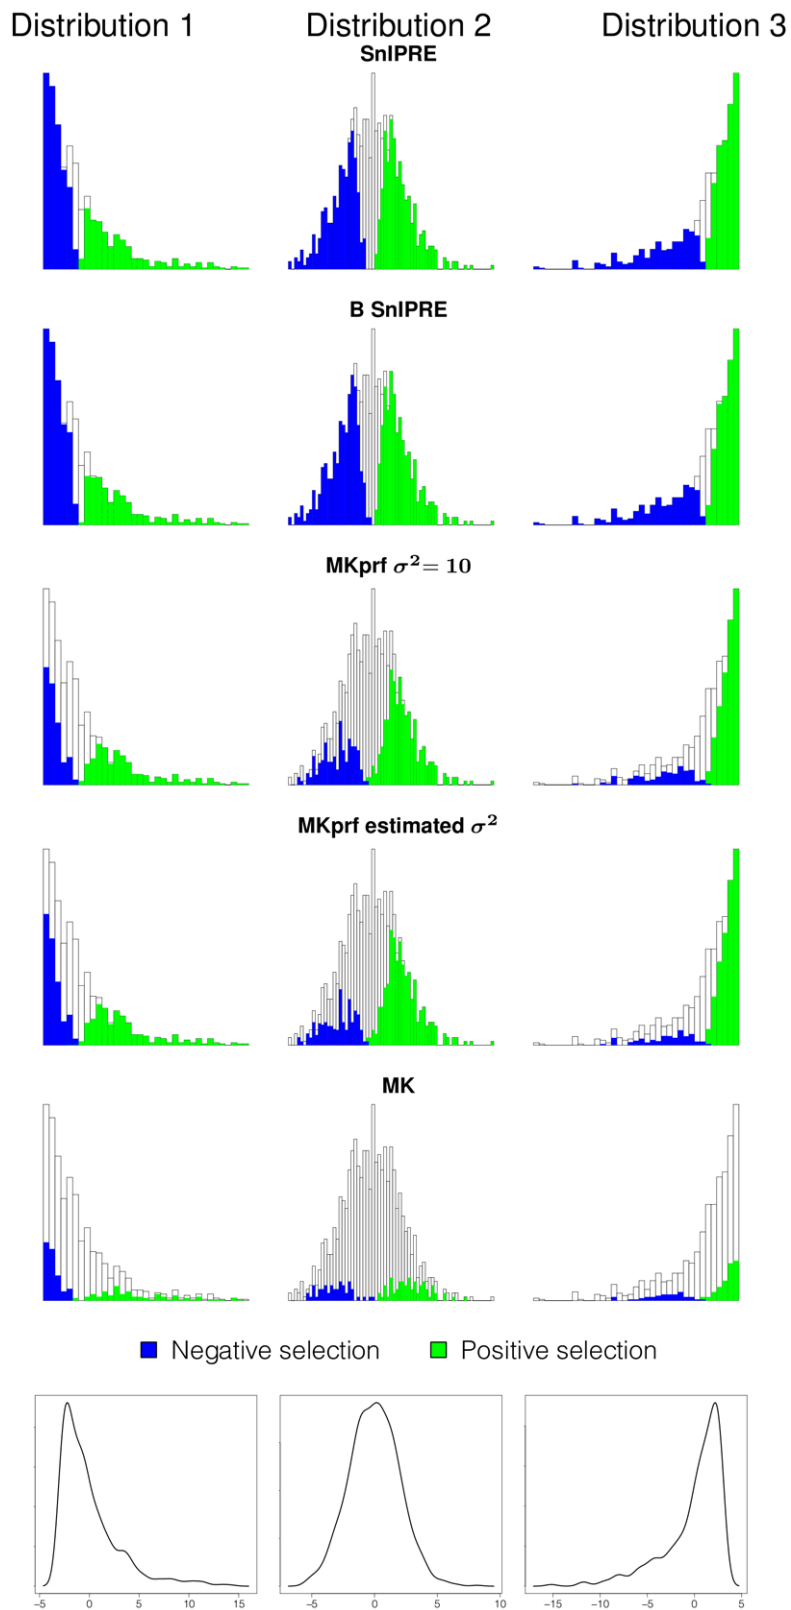 Distribution 1 Distribution 2 Distribution 3
SnIPRE
B SnIPRE
MKprf σ² = 10
MKprf estimated σ²
MK
Negative selection Positive selection
−5 0 5 10 15 −5 0 5 10 −15 −10 −5 0 5